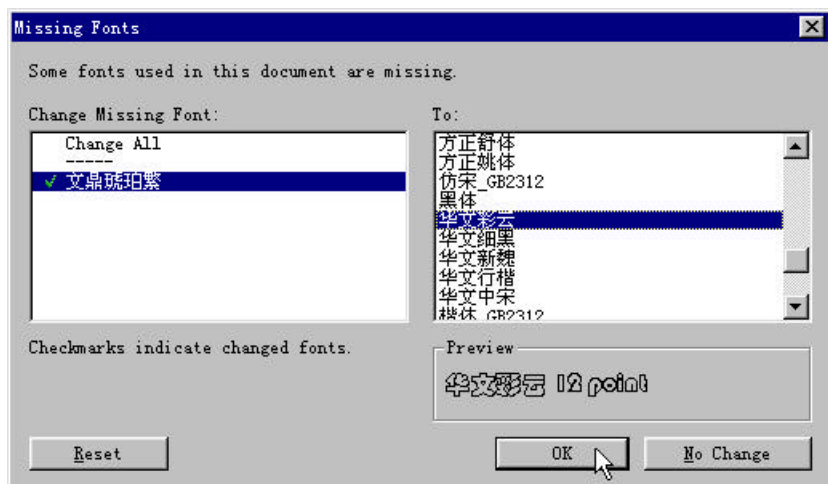 Missing Fonts
Some fonts used in this document are missing.
Change Missing Font:
Change All
-----
文鼎琥珀繁
To:
方正舒体
方正姚体
仿宋_GB2312
黑体
华文彩云
华文细黑
华文新魏
华文行楷
华文中宋
楷体_GB2312
Checkmarks indicate changed fonts.
Preview
华文彩云 12 point
Reset
OK
No Change